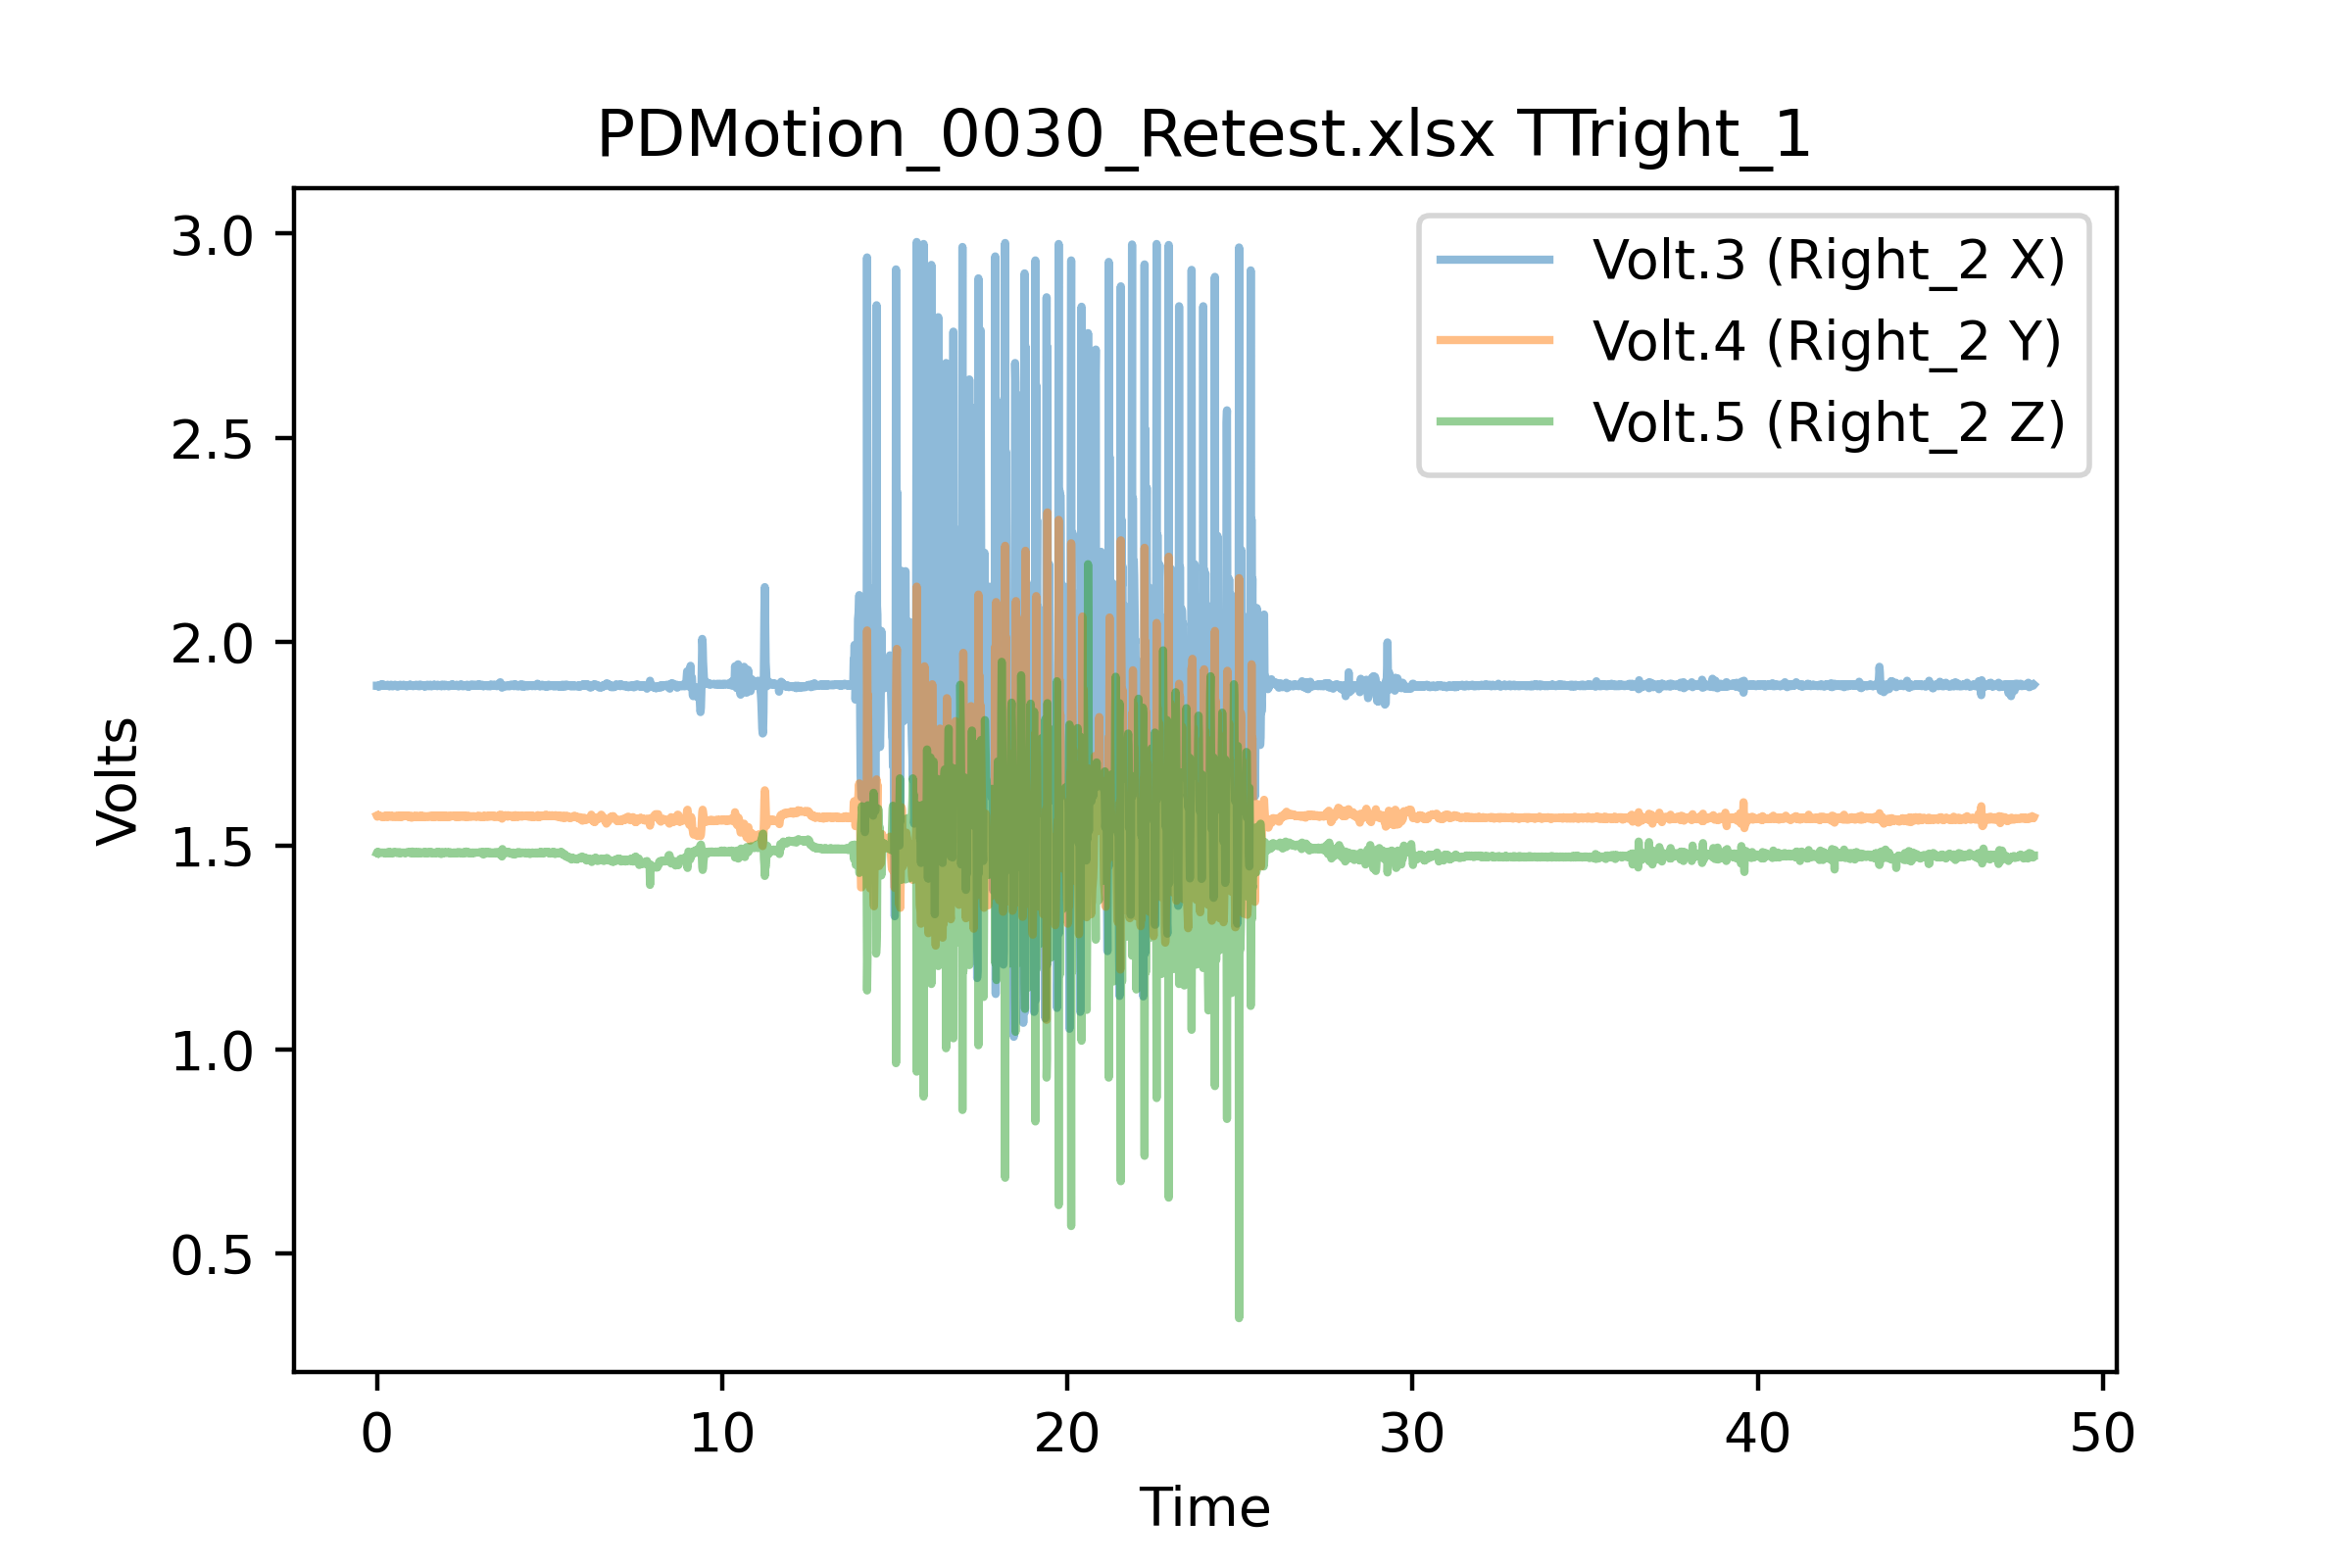 PDMotion_0030_Retest.xlsx TTright_1
3.0
2.5
2.0
1.5
1.0
0.5
Volts
Volt.3 (Right_2 X)
Volt.4 (Right_2 Y)
Volt.5 (Right_2 Z)
0 10 20 30 40 50
Time